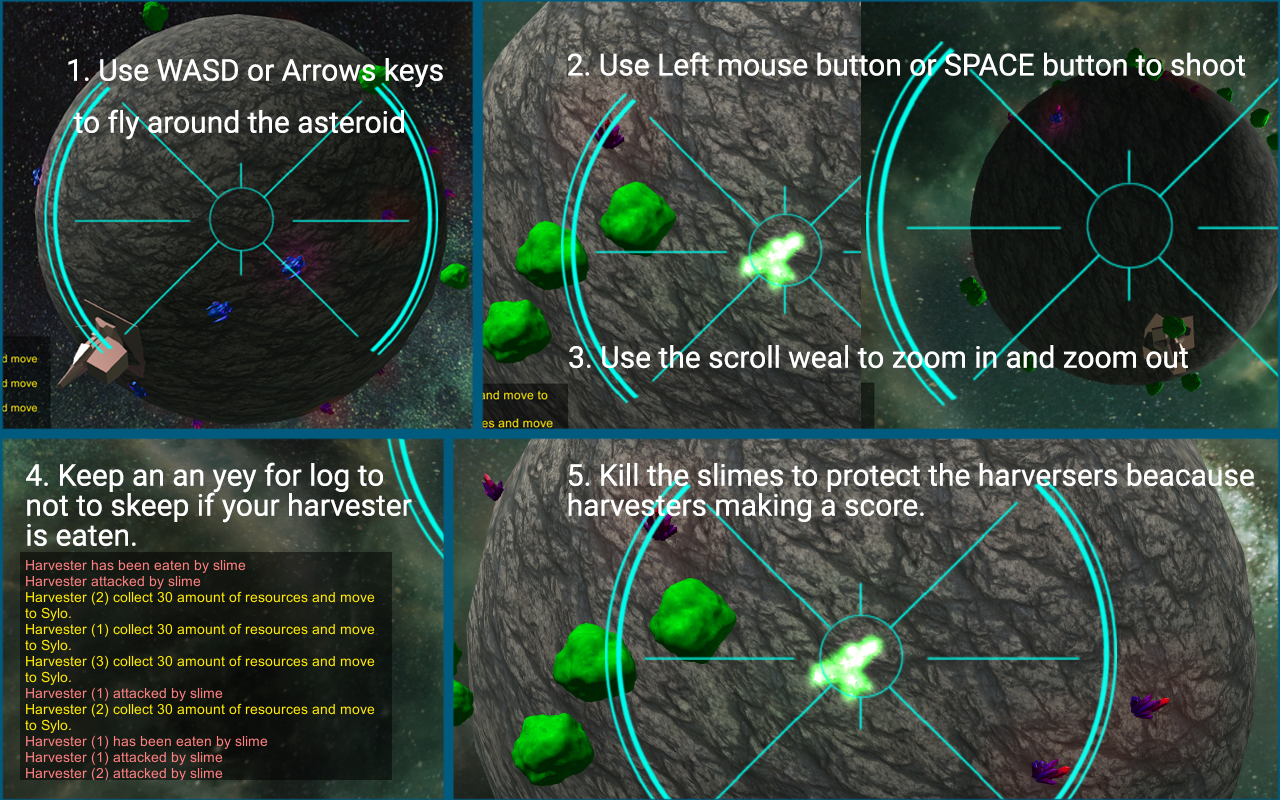 1. Use WASD or Arrows keys
to fly around the asteroid
d move
d move
d move
2. Use Left mouse button or SPACE button to shoot
3. Use the scroll weal to zoom in and zoom out
and move to
es and move
4. Keep an an yey for log to
not to skeep if your harvester
is eaten.
Harvester has been eaten by slime
Harvester attacked by slime
Harvester (2) collect 30 amount of resources and move
to Sylo.
Harvester (1) collect 30 amount of resources and move
to Sylo.
Harvester (3) collect 30 amount of resources and move
to Sylo.
Harvester (1) attacked by slime
Harvester (2) collect 30 amount of resources and move
to Sylo.
Harvester (1) has been eaten by slime
Harvester (1) attacked by slime
Harvester (2) attacked by slime
5. Kill the slimes to protect the harversers beacause
harvesters making a score.